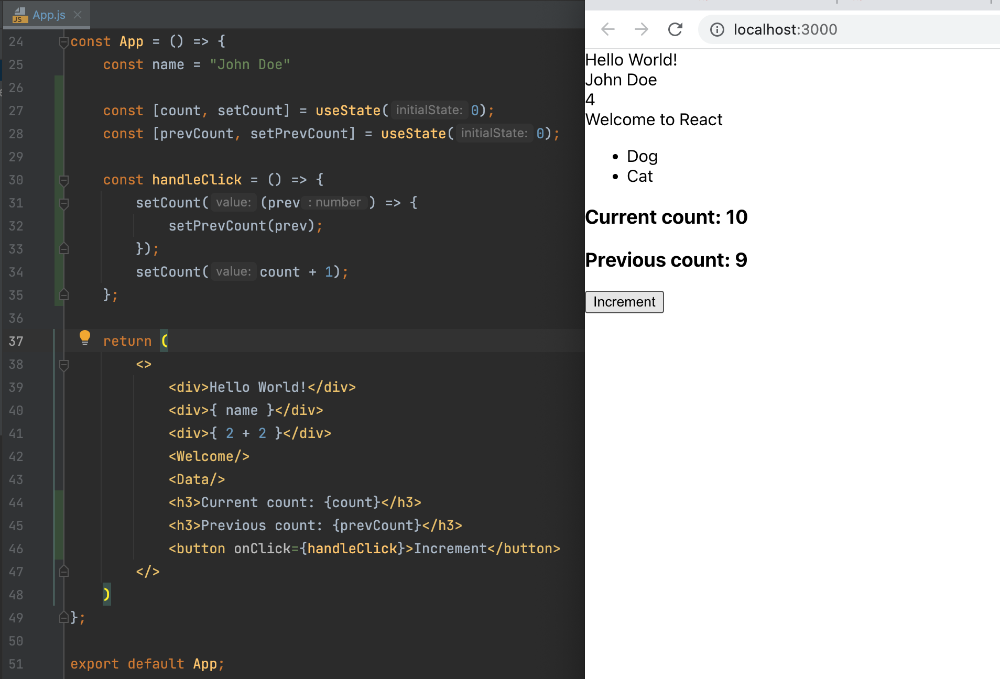 App.js
24 const App = () => {
25 const name = "John Doe"
26
27 const [count, setCount] = useState( initialState: 0);
28 const [prevCount, setPrevCount] = useState( initialState: 0);
29
30 const handleClick = () => {
31 setCount( value: (prev : number ) => {
32 setPrevCount(prev);
33 });
34 setCount( value: count + 1);
35 };
36
37 return (
38 <>
39 <div>Hello World!</div>
40 <div>{ name }</div>
41 <div>{ 2 + 2 }</div>
42 <Welcome/>
43 <Data/>
44 <h3>Current count: {count}</h3>
45 <h3>Previous count: {prevCount}</h3>
46 <button onClick={handleClick}>Increment</button>
47 </>
48 )
49 };
50
51 export default App;
localhost:3000
Hello World!
John Doe
4
Welcome to React
• Dog
• Cat
Current count: 10
Previous count: 9
Increment